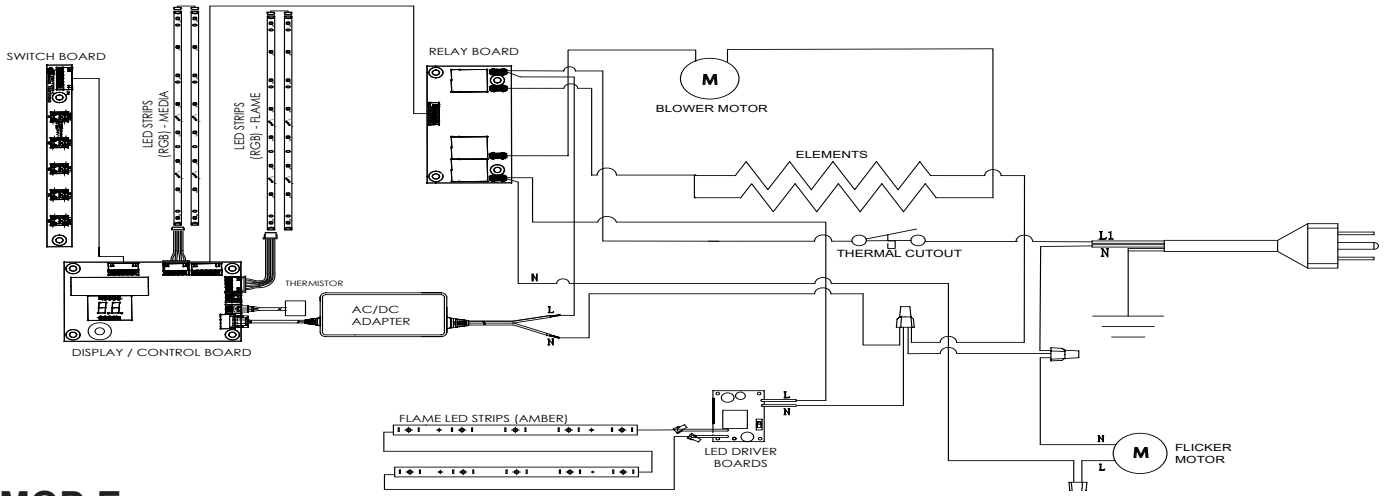 SWITCH BOARD
LED STRIPS
(RGB) - MEDIA
LED STRIPS
(RGB) - FLAME
RELAY BOARD
M
BLOWER MOTOR
ELEMENTS
THERMAL CUTOUT
L1
N
N
THERMISTOR
AC/DC
ADAPTER
L
N
DISPLAY / CONTROL BOARD
FLAME LED STRIPS (AMBER)
L
N
LED DRIVER
BOARDS
N
L
M
FLICKER
MOTOR